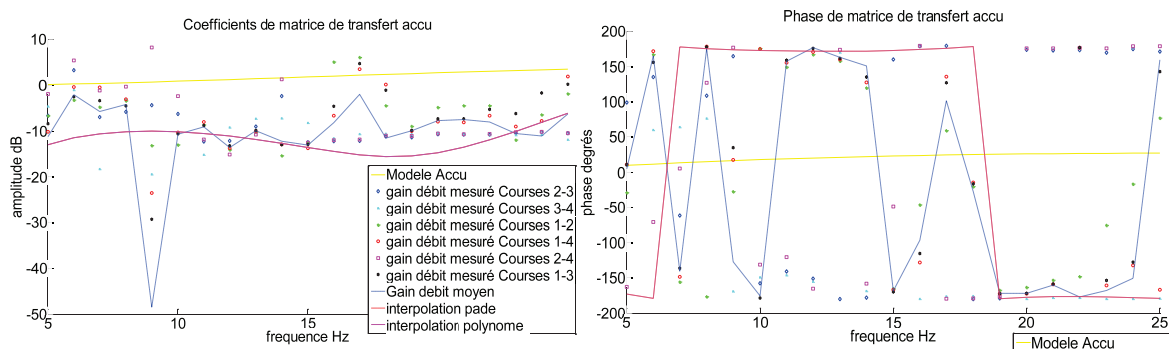 Coefficients de matrice de transfert accu
10
0
-10
-20
-30
-40
-50
amplitude dB
5
10
15
frequence Hz
Modele Accu
gain débit mesuré Courses 2-3
gain débit mesuré Courses 3-4
gain débit mesuré Courses 1-2
gain débit mesuré Courses 1-4
gain débit mesuré Courses 2-4
gain débit mesuré Courses 1-3
Gain debit moyen
interpolation pade
interpolation polynome
Phase de matrice de transfert accu
200
150
100
50
0
-50
-100
-150
-200
phase degrés
5
10
15
20
25
frequence Hz
Modele Accu